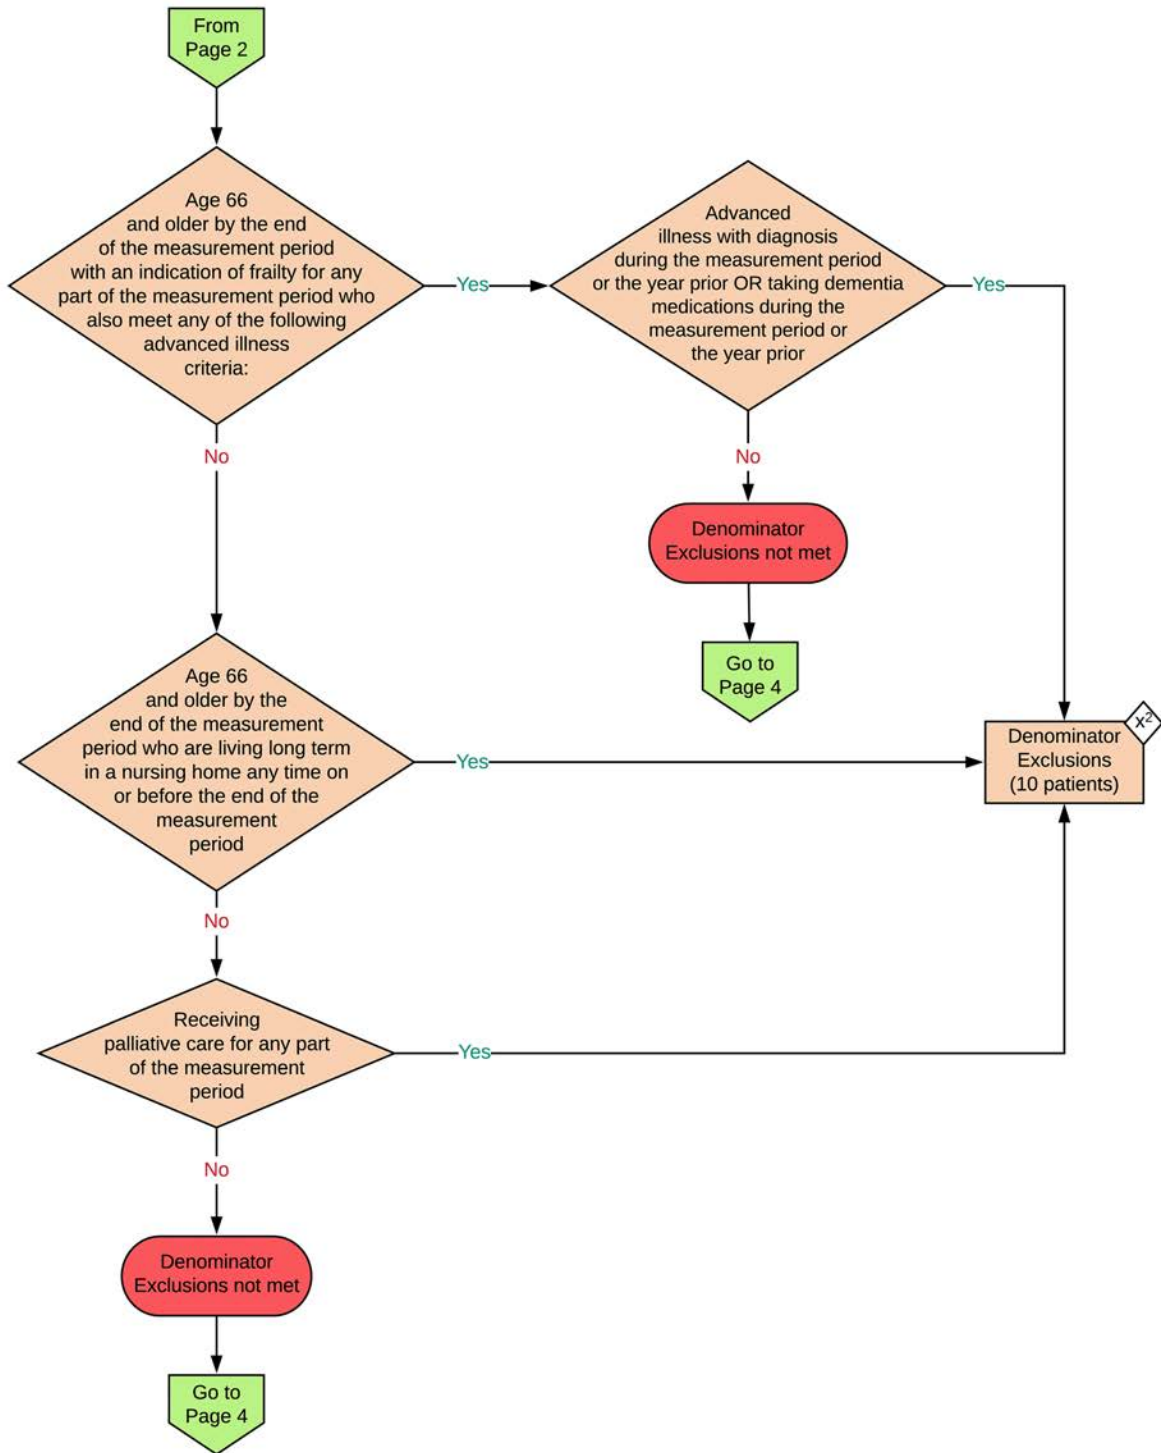 From
Page 2
Age 66
and older by the end
of the measurement period
with an indication of frailty for any
part of the measurement period who
also meet any of the following
advanced illness
criteria:
Yes
Advanced
illness with diagnosis
during the measurement period
or the year prior OR taking dementia
medications during the
measurement period or
the year prior
Yes
No
No
Denominator
Exclusions not met
Go to
Page 4
Age 66
and older by the
end of the measurement
period who are living long term
in a nursing home any time on
or before the end of the
measurement
period
Yes
x²
Denominator
Exclusions
(10 patients)
No
Receiving
palliative care for any part
of the measurement
period
Yes
No
Denominator
Exclusions not met
Go to
Page 4